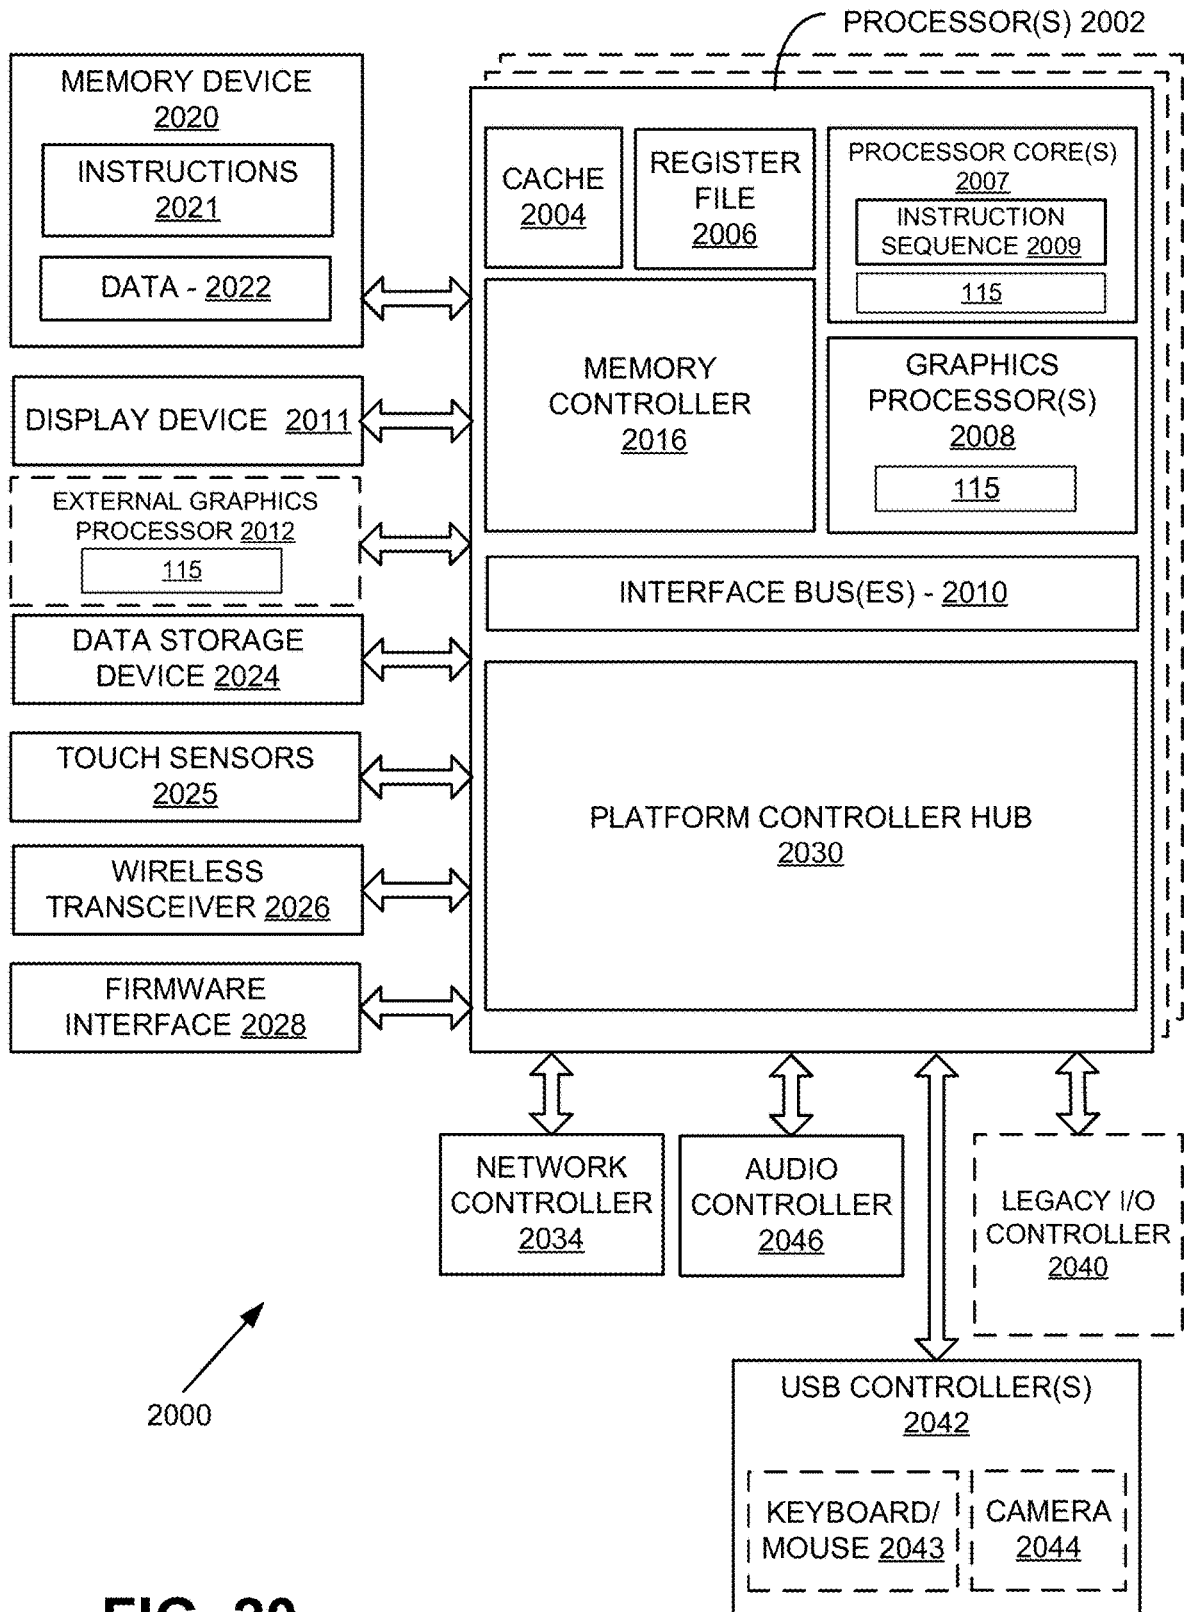 PROCESSOR(S) 2002
MEMORY DEVICE
2020
INSTRUCTIONS
2021
DATA - 2022
CACHE
2004
REGISTER
FILE
2006
PROCESSOR CORE(S)
2007
INSTRUCTION
SEQUENCE 2009
115
MEMORY
CONTROLLER
2016
GRAPHICS
PROCESSOR(S)
2008
115
DISPLAY DEVICE 2011
EXTERNAL GRAPHICS
PROCESSOR 2012
115
INTERFACE BUS(ES) - 2010
DATA STORAGE
DEVICE 2024
TOUCH SENSORS
2025
PLATFORM CONTROLLER HUB
2030
WIRELESS
TRANSCEIVER 2026
FIRMWARE
INTERFACE 2028
NETWORK
CONTROLLER
2034
AUDIO
CONTROLLER
2046
LEGACY I/O
CONTROLLER
2040
2000
USB CONTROLLER(S)
2042
KEYBOARD/
MOUSE 2043
CAMERA
2044
FIG. 20